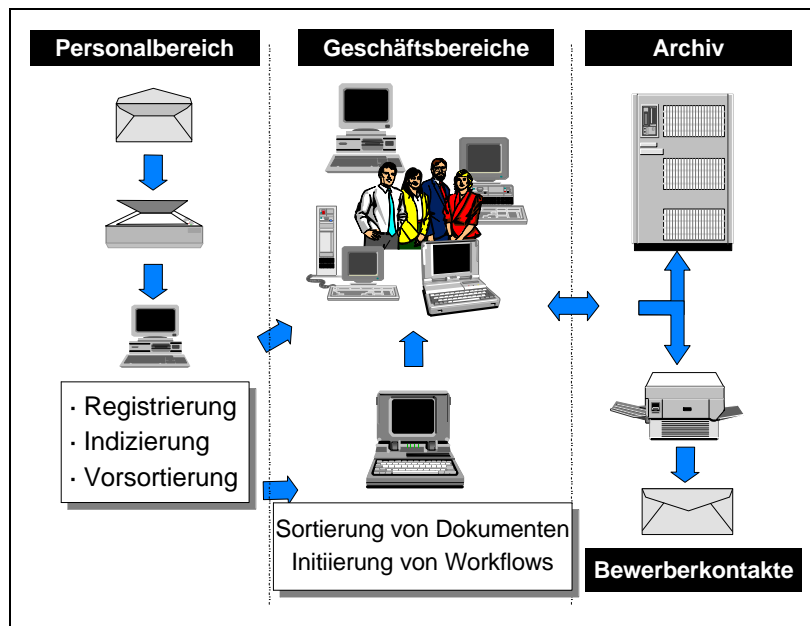 Personalbereich
Geschäftsbereiche
Archiv
· Registrierung
· Indizierung
· Vorsortierung
Sortierung von Dokumenten
Initiierung von Workflows
Bewerberkontakte